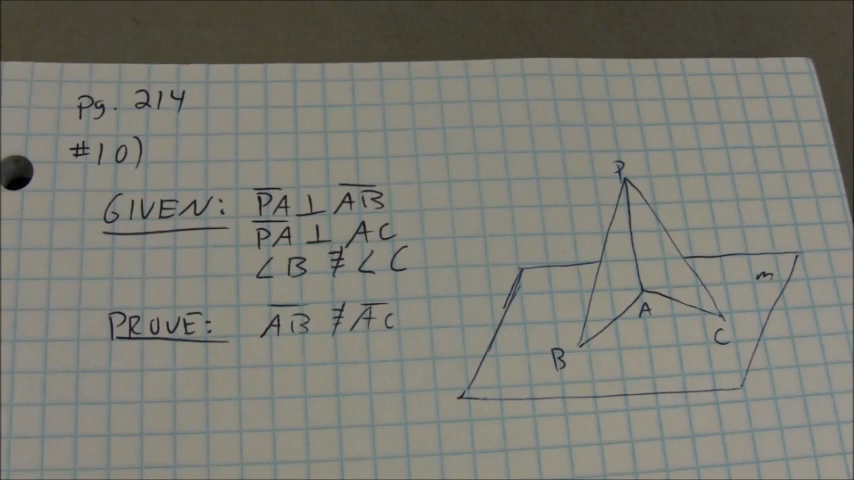 Pg. 214
#10)
GIVEN: PA ⊥ AB
PA ⊥ AC
∠B ≇ ∠C
PROVE: AB ≇ AC
P
m
A
C
B